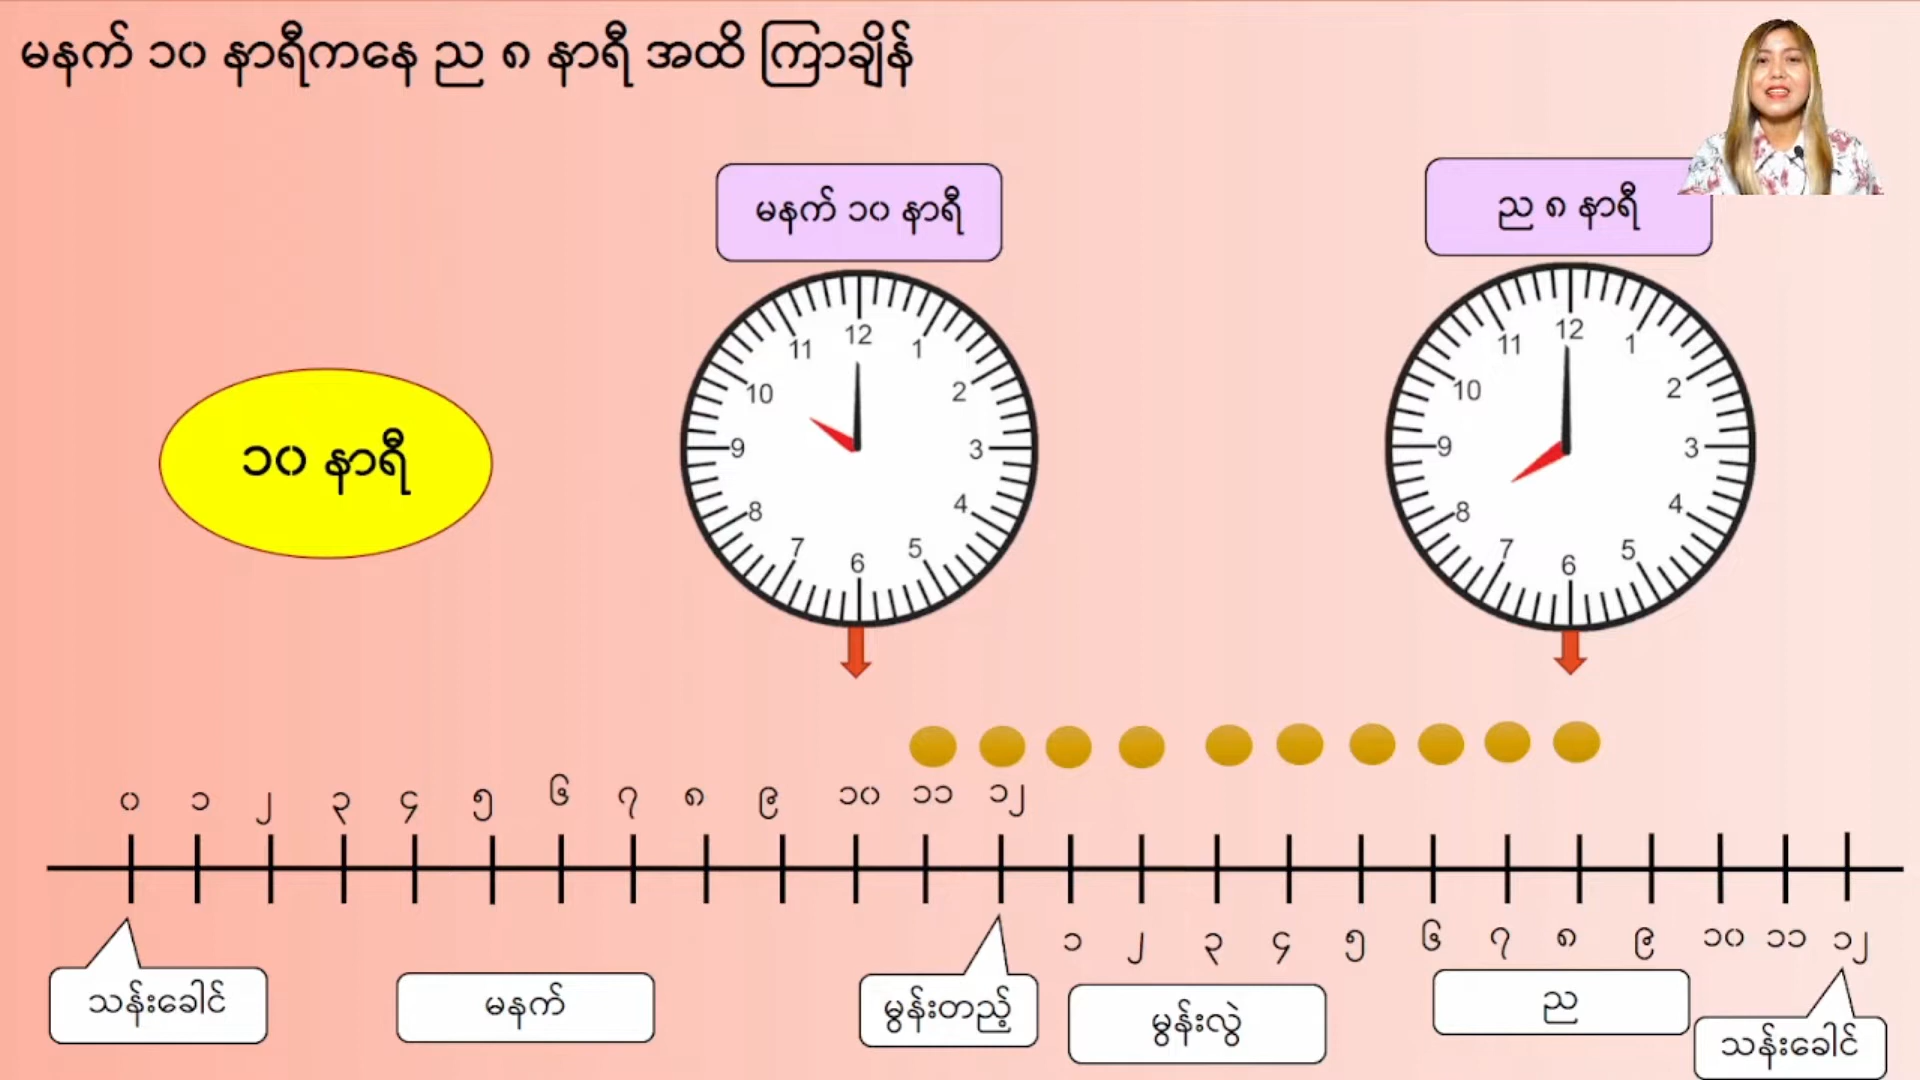 မနက် ၁၀ နာရီကနေ ည ၈ နာရီ အထိ ကြာချိန်
မနက် ၁၀ နာရီ
ည ၈ နာရီ
၁၀ နာရီ
12
1
2
3
4
5
6
7
8
9
10
11
12
1
2
3
4
5
6
7
8
9
10
11
၀ ၁ ၂ ၃ ၄ ၅ ၆ ၇ ၈ ၉ ၁၀ ၁၁ ၁၂
၁ ၂ ၃ ၄ ၅ ၆ ၇ ၈ ၉ ၁၀ ၁၁ ၁၂
သန်းခေါင်
မနက်
မွန်းတည့်
မွန်းလွဲ
ည
သန်းခေါင်